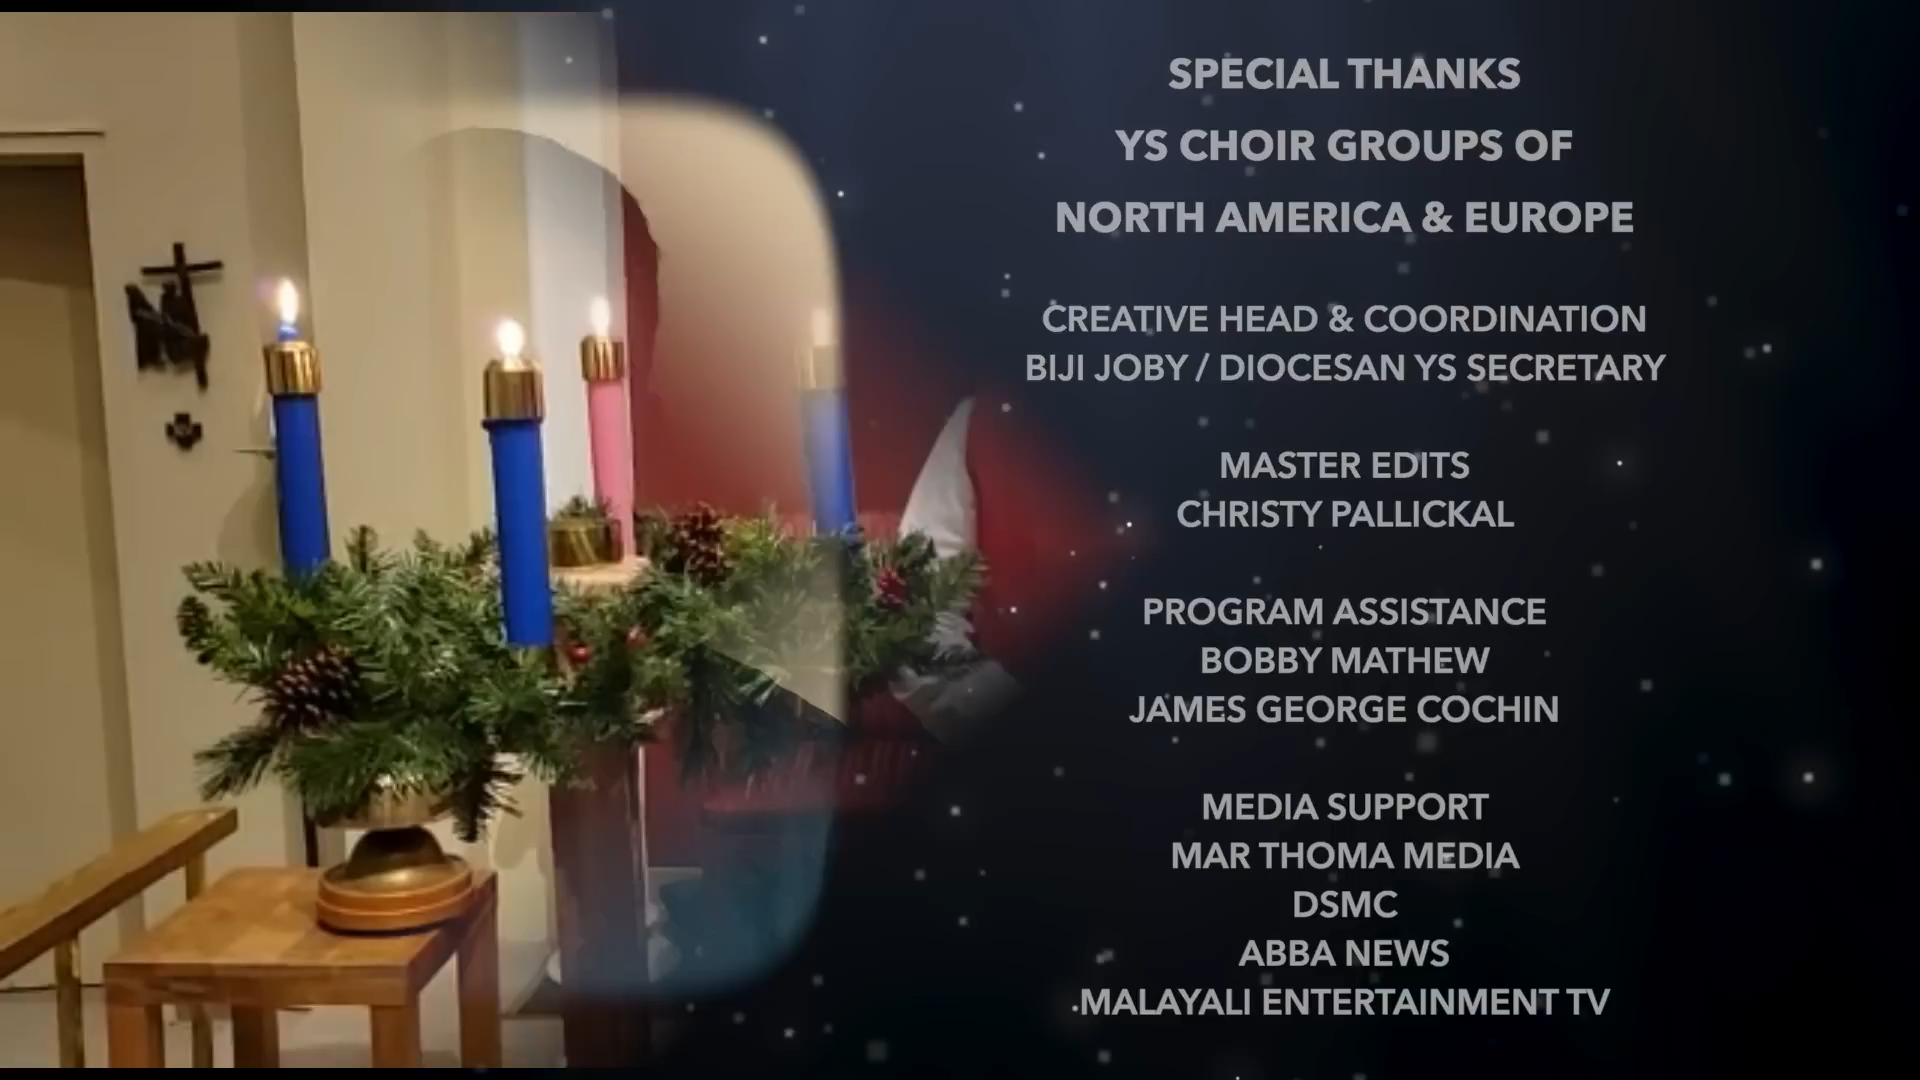 SPECIAL THANKS
YS CHOIR GROUPS OF
NORTH AMERICA & EUROPE
CREATIVE HEAD & COORDINATION
BIJI JOBY / DIOCESAN YS SECRETARY
MASTER EDITS
CHRISTY PALLICKAL
PROGRAM ASSISTANCE
BOBBY MATHEW
JAMES GEORGE COCHIN
MEDIA SUPPORT
MAR THOMA MEDIA
DSMC
ABBA NEWS
MALAYALI ENTERTAINMENT TV